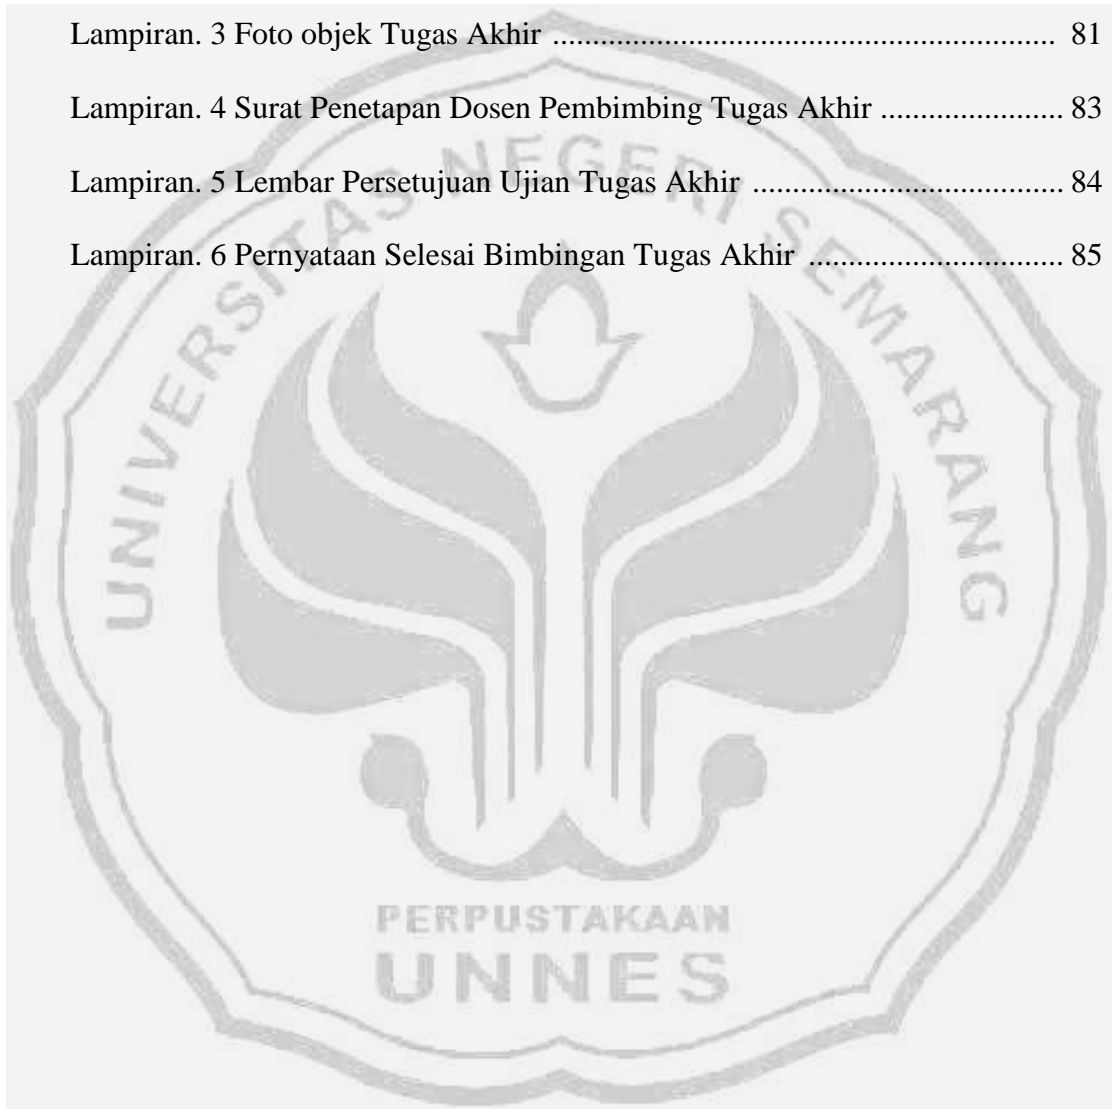 Lampiran. 3 Foto objek Tugas Akhir ................................................................ 81
Lampiran. 4 Surat Penetapan Dosen Pembimbing Tugas Akhir ....................... 83
Lampiran. 5 Lembar Persetujuan Ujian Tugas Akhir ........................................ 84
Lampiran. 6 Pernyataan Selesai Bimbingan Tugas Akhir ................................ 85
UNIVERSITAS NEGERI SEMARANG
PERPUSTAKAAN
UNNES